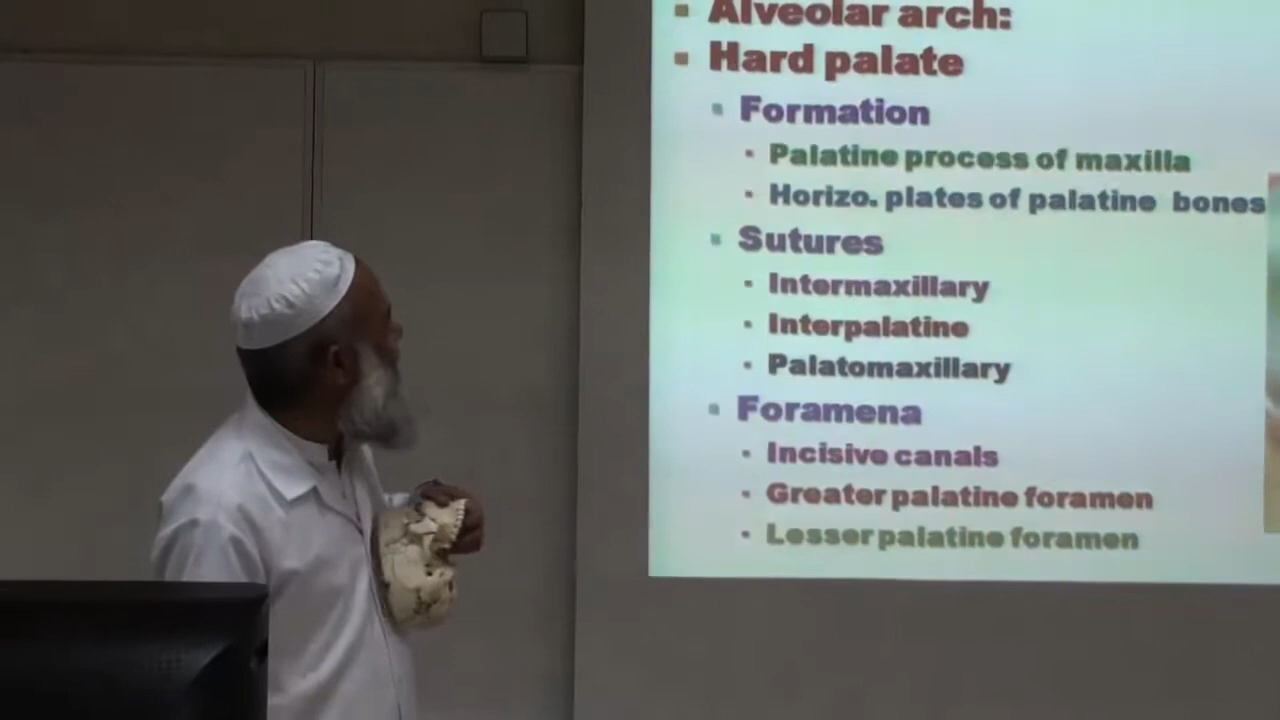 Alveolar arch:
Hard palate
Formation
Palatine process of maxilla
Horizo. plates of palatine bones
Sutures
Intermaxillary
Interpalatine
Palatomaxillary
Foramena
Incisive canals
Greater palatine foramen
Lesser palatine foramen